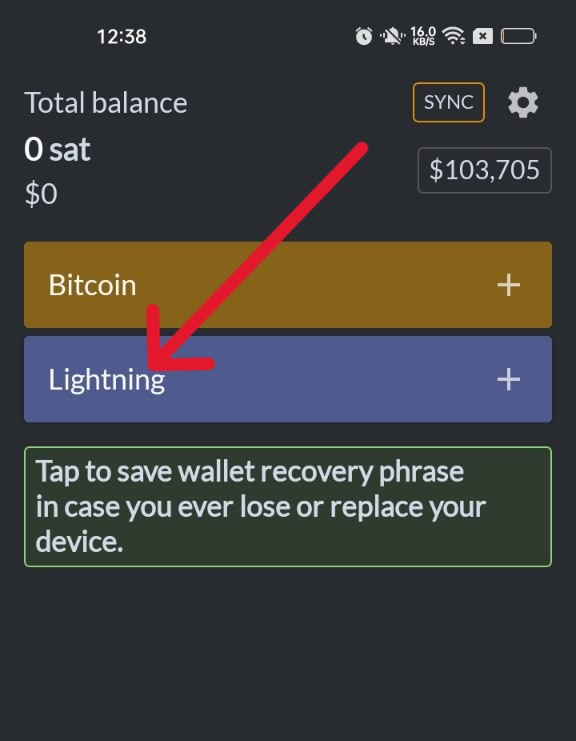 12:38
16.0
KB/S
Total balance
SYNC
0 sat
$103,705
$0
Bitcoin +
Lightning +
Tap to save wallet recovery phrase
in case you ever lose or replace your
device.